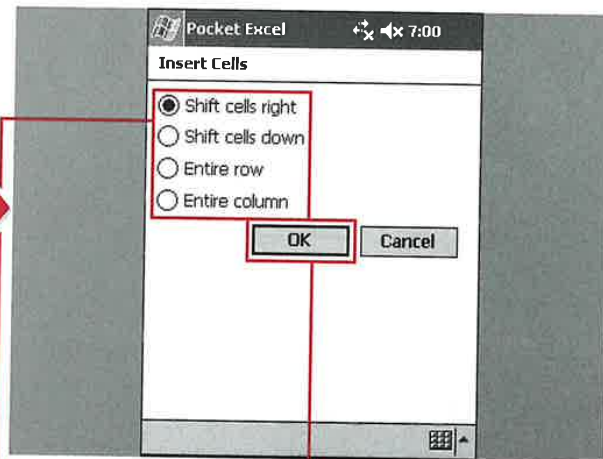 Pocket Excel 7:00
Insert Cells
Shift cells right
Shift cells down
Entire row
Entire column
OK Cancel